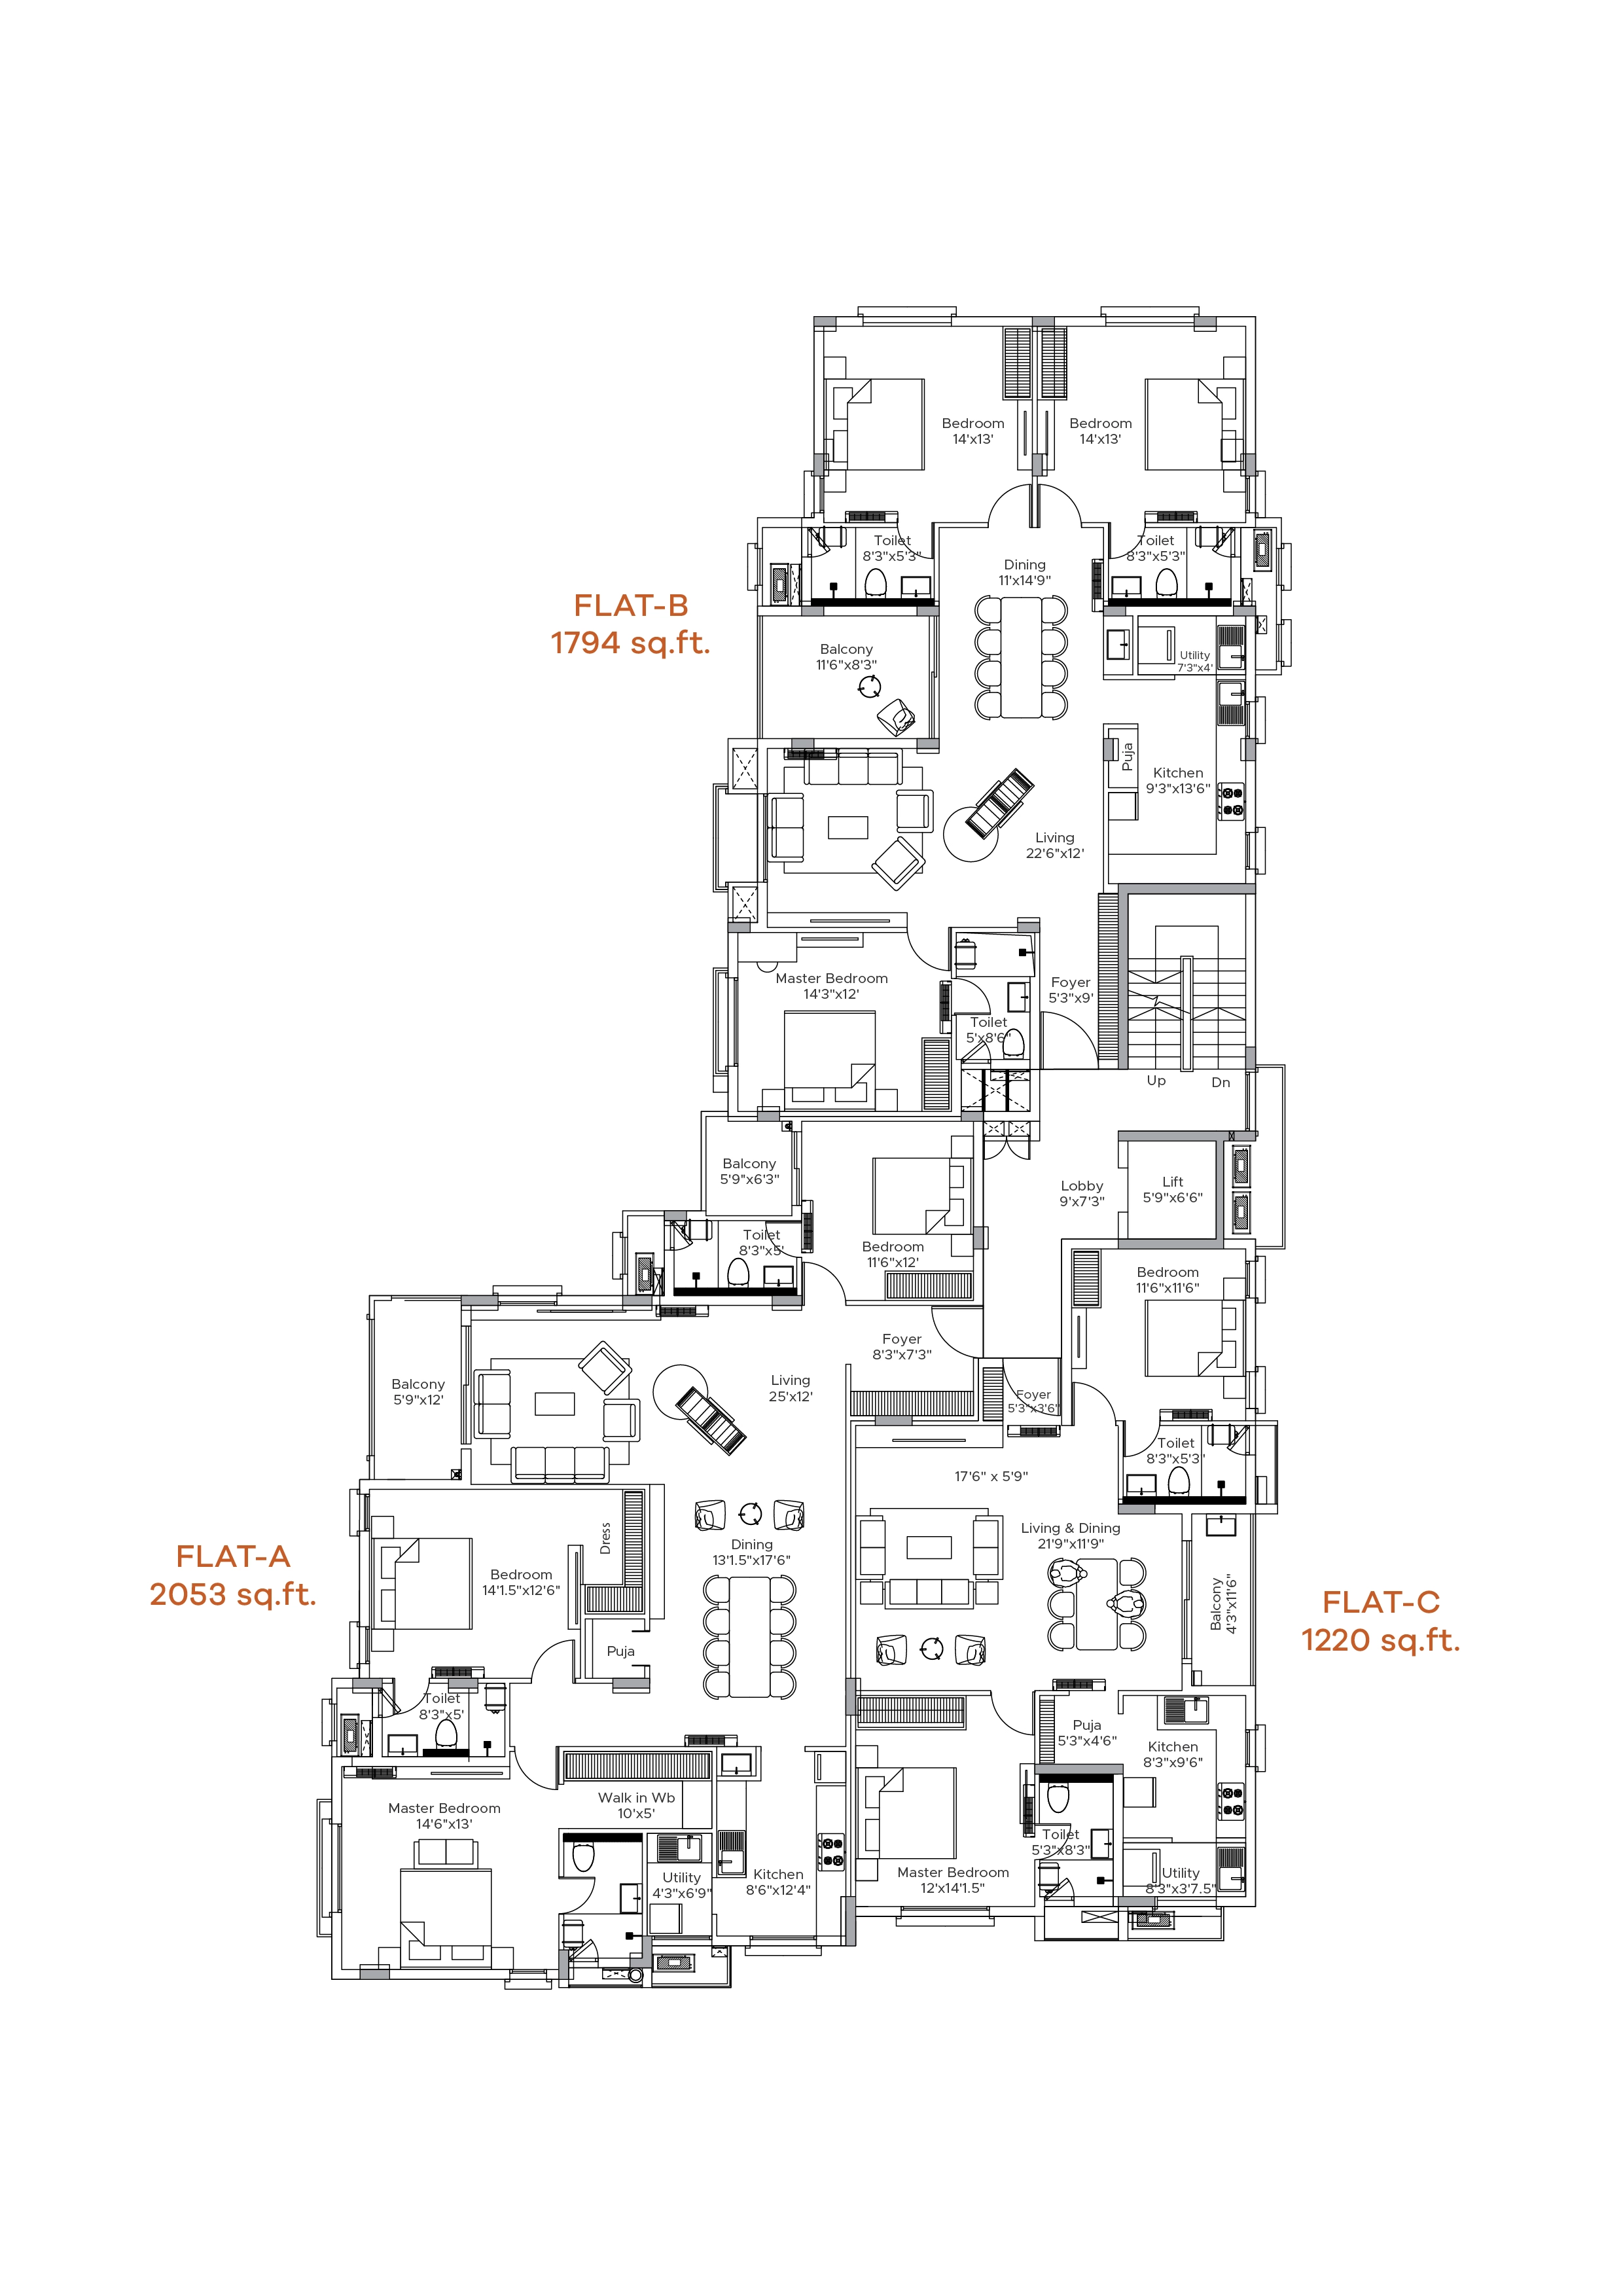 Bedroom
14'x13'
Bedroom
14'x13'
Toilet
8'3"x5'3"
Toilet
8'3"x5'3"
Dining
11'x14'9"
FLAT-B
1794 sq.ft.
Balcony
11'6"x8'3"
Utility
7'3"x4'
Puja
Kitchen
9'3"x13'6"
Living
22'6"x12'
Master Bedroom
14'3"x12'
Foyer
5'3"x9'
Toilet
5'x8'6"
Up
Dn
Balcony
5'9"x6'3"
Lobby
9'x7'3"
Lift
5'9"x6'6"
Toilet
8'3"x5'
Bedroom
11'6"x12'
Bedroom
11'6"x11'6"
Foyer
8'3"x7'3"
Living
25'x12'
Balcony
5'9"x12'
Foyer
5'3"x3'6"
Toilet
8'3"x5'3"
17'6" x 5'9"
Living & Dining
21'9"x11'9"
Dress
Dining
13'1.5"x17'6"
FLAT-A
2053 sq.ft.
Bedroom
14'1.5"x12'6"
Balcony
4'3"x11'6"
FLAT-C
1220 sq.ft.
Puja
Toilet
8'3"x5'
Puja
5'3"x4'6"
Kitchen
8'3"x9'6"
Walk in Wb
10'x5'
Master Bedroom
14'6"x13'
Toilet
5'3"x8'3"
Master Bedroom
12'x14'1.5"
Utility
4'3"x6'9"
Kitchen
8'6"x12'4"
Utility
8'3"x3'7.5"